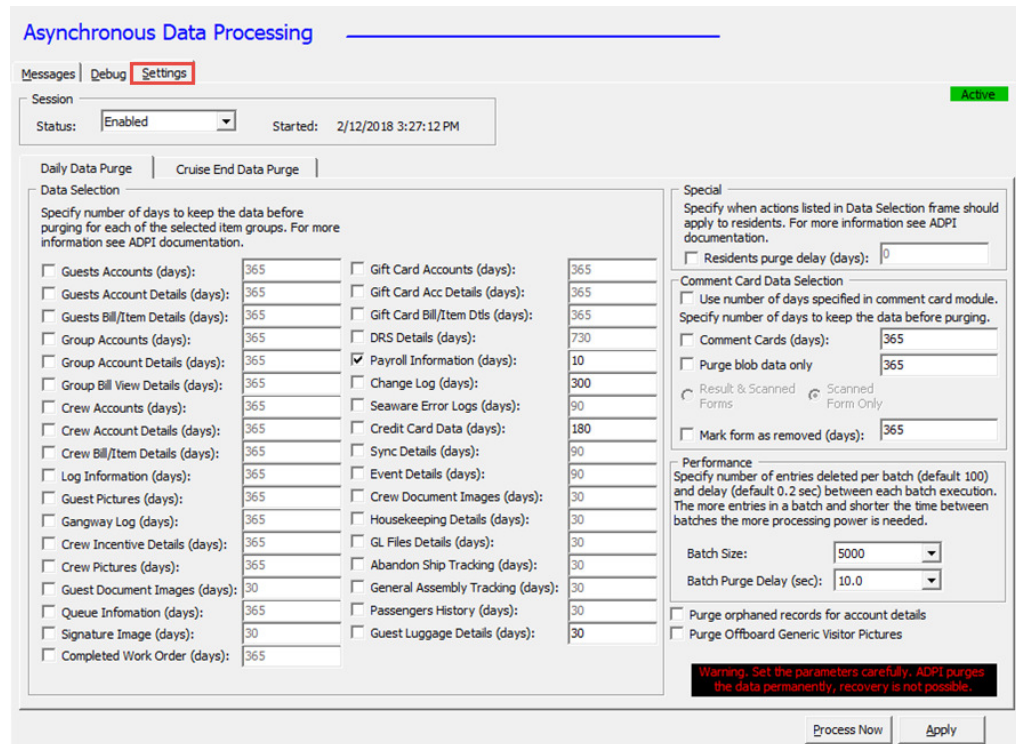 Asynchronous Data Processing
Messages Debug Settings
Active
Session
Status: Enabled Started: 2/12/2018 3:27:12 PM
Daily Data Purge Cruise End Data Purge
Data Selection
Specify number of days to keep the data before
purging for each of the selected item groups. For more
information see ADPI documentation.
Guests Accounts (days): 365
Guests Account Details (days): 365
Guests Bill/Item Details (days): 365
Group Accounts (days): 365
Group Account Details (days): 365
Group Bill View Details (days): 365
Crew Accounts (days): 365
Crew Account Details (days): 365
Crew Bill/Item Details (days): 365
Log Information (days): 365
Guest Pictures (days): 365
Gangway Log (days): 365
Crew Incentive Details (days): 365
Crew Pictures (days): 365
Guest Document Images (days): 30
Queue Infomation (days): 365
Signature Image (days): 30
Completed Work Order (days): 365
Gift Card Accounts (days): 365
Gift Card Acc Details (days): 365
Gift Card Bill/Item Dtls (days): 365
DRS Details (days): 730
Payroll Information (days): 10
Change Log (days): 300
Seaware Error Logs (days): 90
Credit Card Data (days): 180
Sync Details (days): 90
Event Details (days): 90
Crew Document Images (days): 30
Housekeeping Details (days): 30
GL Files Details (days): 30
Abandon Ship Tracking (days): 30
General Assembly Tracking (days): 30
Passengers History (days): 30
Guest Luggage Details (days): 30
Special
Specify when actions listed in Data Selection frame should
apply to residents. For more information see ADPI
documentation.
Residents purge delay (days): 0
Comment Card Data Selection
Use number of days specified in comment card module.
Specify number of days to keep the data before purging.
Comment Cards (days): 365
Purge blob data only 365
Result & Scanned
Forms
Scanned
Form Only
Mark form as removed (days): 365
Performance
Specify number of entries deleted per batch (default 100)
and delay (default 0.2 sec) between each batch execution.
The more entries in a batch and shorter the time between
batches the more processing power is needed.
Batch Size: 5000
Batch Purge Delay (sec): 10.0
Purge orphaned records for account details
Purge Offboard Generic Visitor Pictures
Warning. Set the parameters carefully. ADPI purges
the data permanently, recovery is not possible.
Process Now Apply